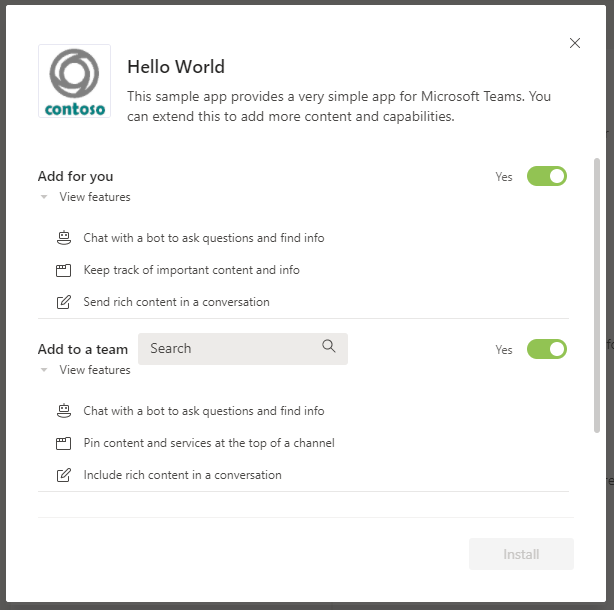 contoso
Hello World
This sample app provides a very simple app for Microsoft Teams. You
can extend this to add more content and capabilities.
Add for you
Yes
View features
Chat with a bot to ask questions and find info
Keep track of important content and info
Send rich content in a conversation
Add to a team
Search
Yes
View features
Chat with a bot to ask questions and find info
Pin content and services at the top of a channel
Include rich content in a conversation
Install